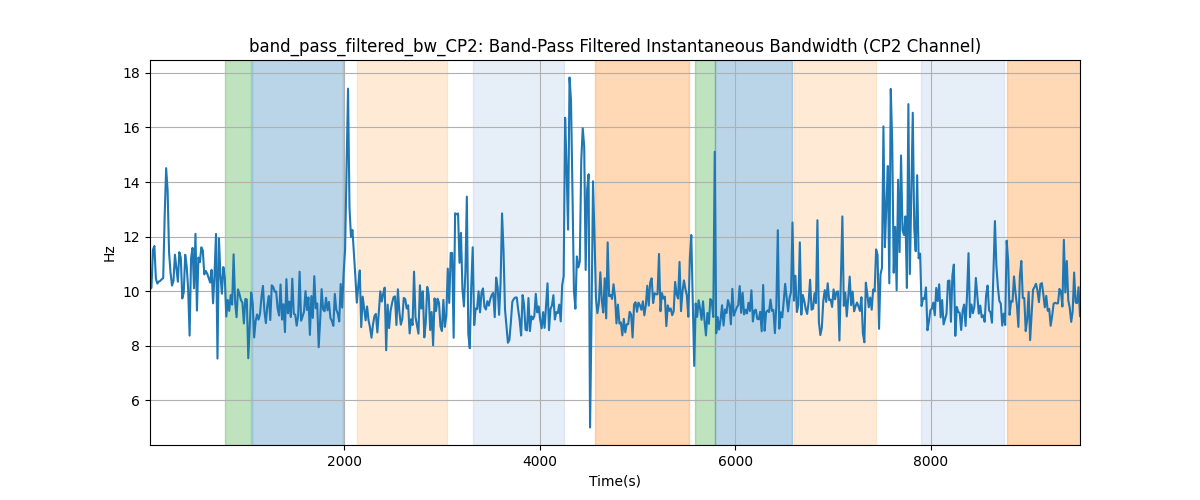 band_pass_filtered_bw_CP2: Band-Pass Filtered Instantaneous Bandwidth (CP2 Channel)
18
16
14
12
10
8
6
Hz
2000 4000 6000 8000
Time(s)